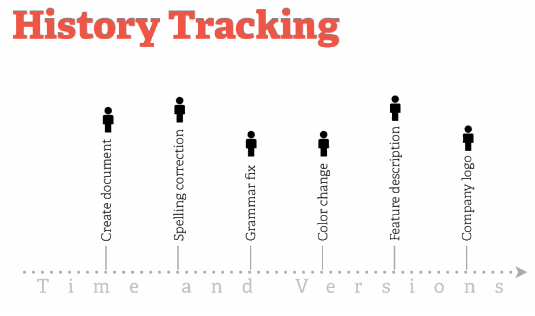 History Tracking
Create document
Spelling correction
Grammar fix
Color change
Feature description
Company logo
Time and Versions